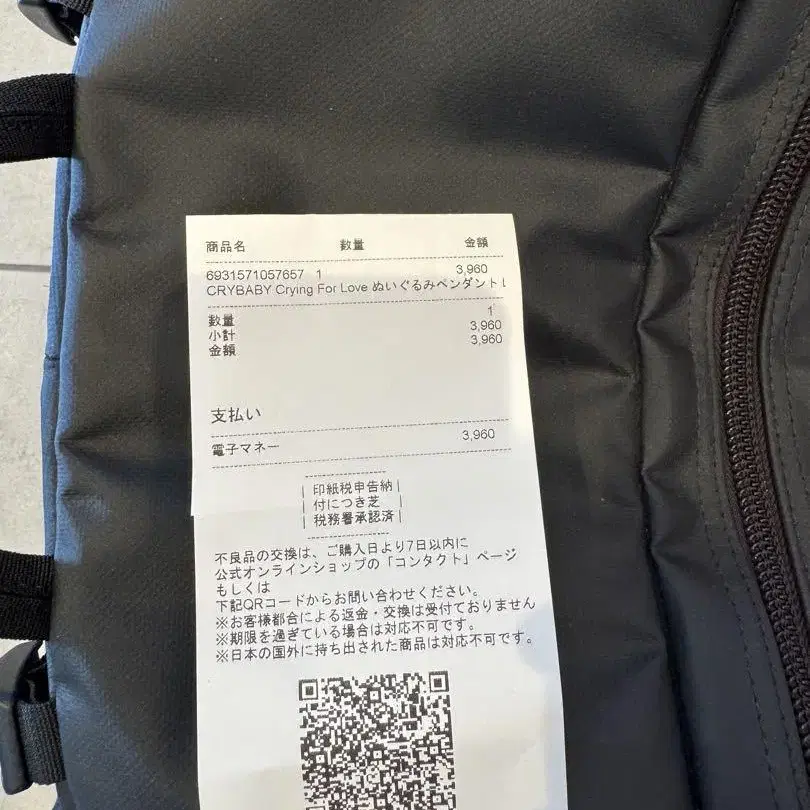 商品名 数量 金額
6931571057657 1 3,960
CRYBABY Crying For Love ぬいぐるみペンダント
数量 1
小計 3,960
金額 3,960
支払い
電子マネー 3,960
印紙税申告納
付につき芝
税務署承認済
不良品の交換は、ご購入日より7日以内に
公式オンラインショップの「コンタクト」ページ
もしくは
下記QRコードからお問い合わせください。
※お客様都合による返金・交換は受付ておりません
※期限を過ぎている場合は対応不可です。
※日本の国外に持ち出された商品は対応不可です。